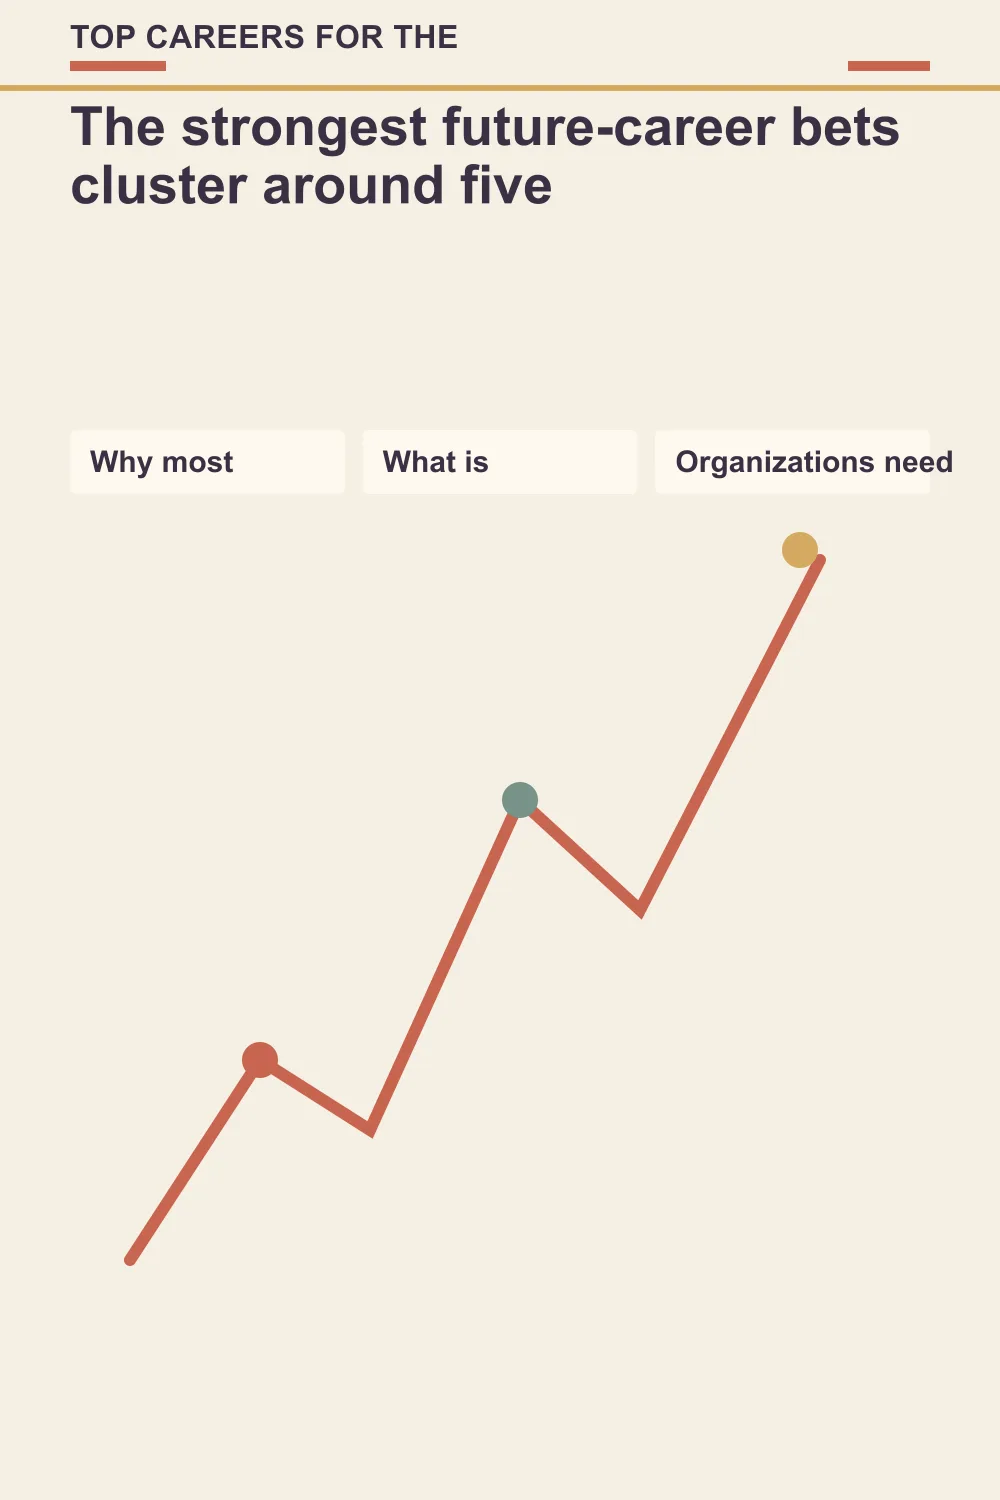 TOP CAREERS FOR THE
The strongest future-career bets
cluster around five
Why most
What is
Organizations need